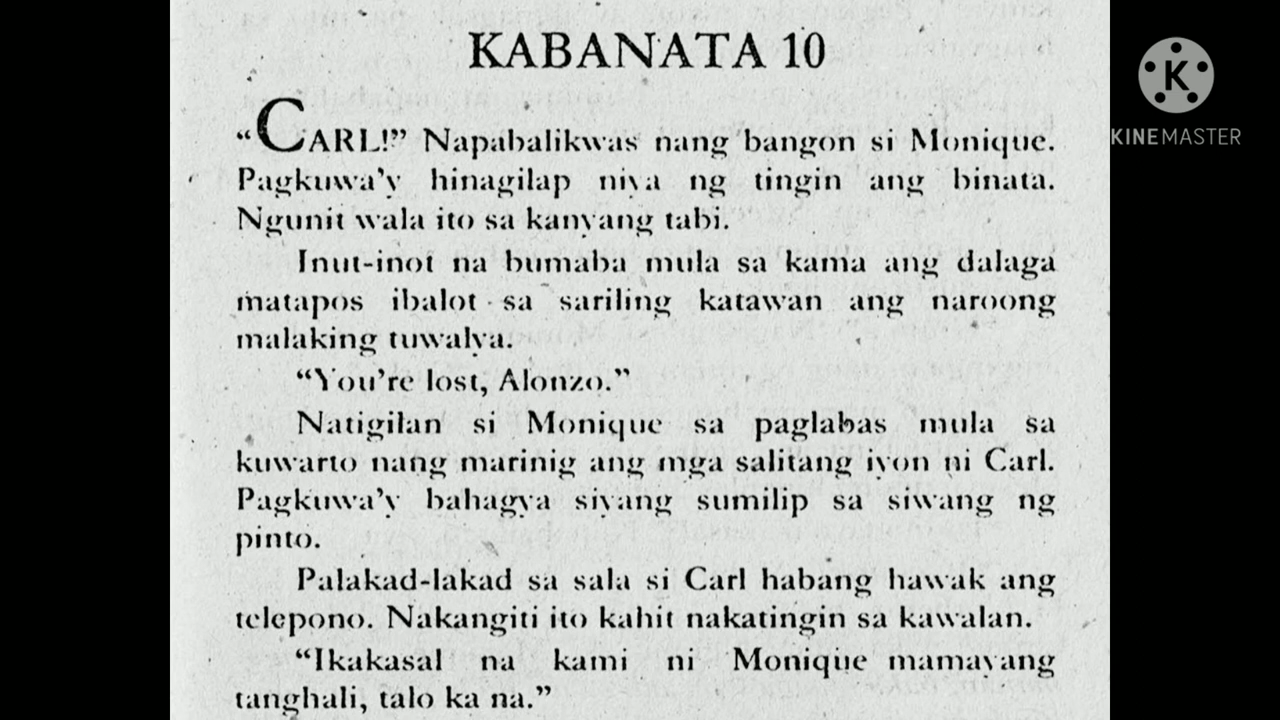 KABANATA 10
K
KINEMASTER
“CARL!” Napabalikwas nang bangon si Monique.
Pagkuwa’y hinagilap niya ng tingin ang binata.
Ngunit wala ito sa kanyang tabi.
Inut-inot na bumaba mula sa kama ang dalaga
matapos ibalot sa sariling katawan ang naroong
malaking tuwalya.
“You’re lost, Alonzo.”
Natigilan si Monique sa paglabas mula sa
kuwarto nang marinig ang mga salitang iyon ni Carl.
Pagkuwa’y bahagya siyang sumilip sa siwang ng
pinto.
Palakad-lakad sa sala si Carl habang hawak ang
telepono. Nakangiti ito kahit nakatingin sa kawalan.
“Ikakasal na kami ni Monique mamayang
tanghali, talo ka na.”